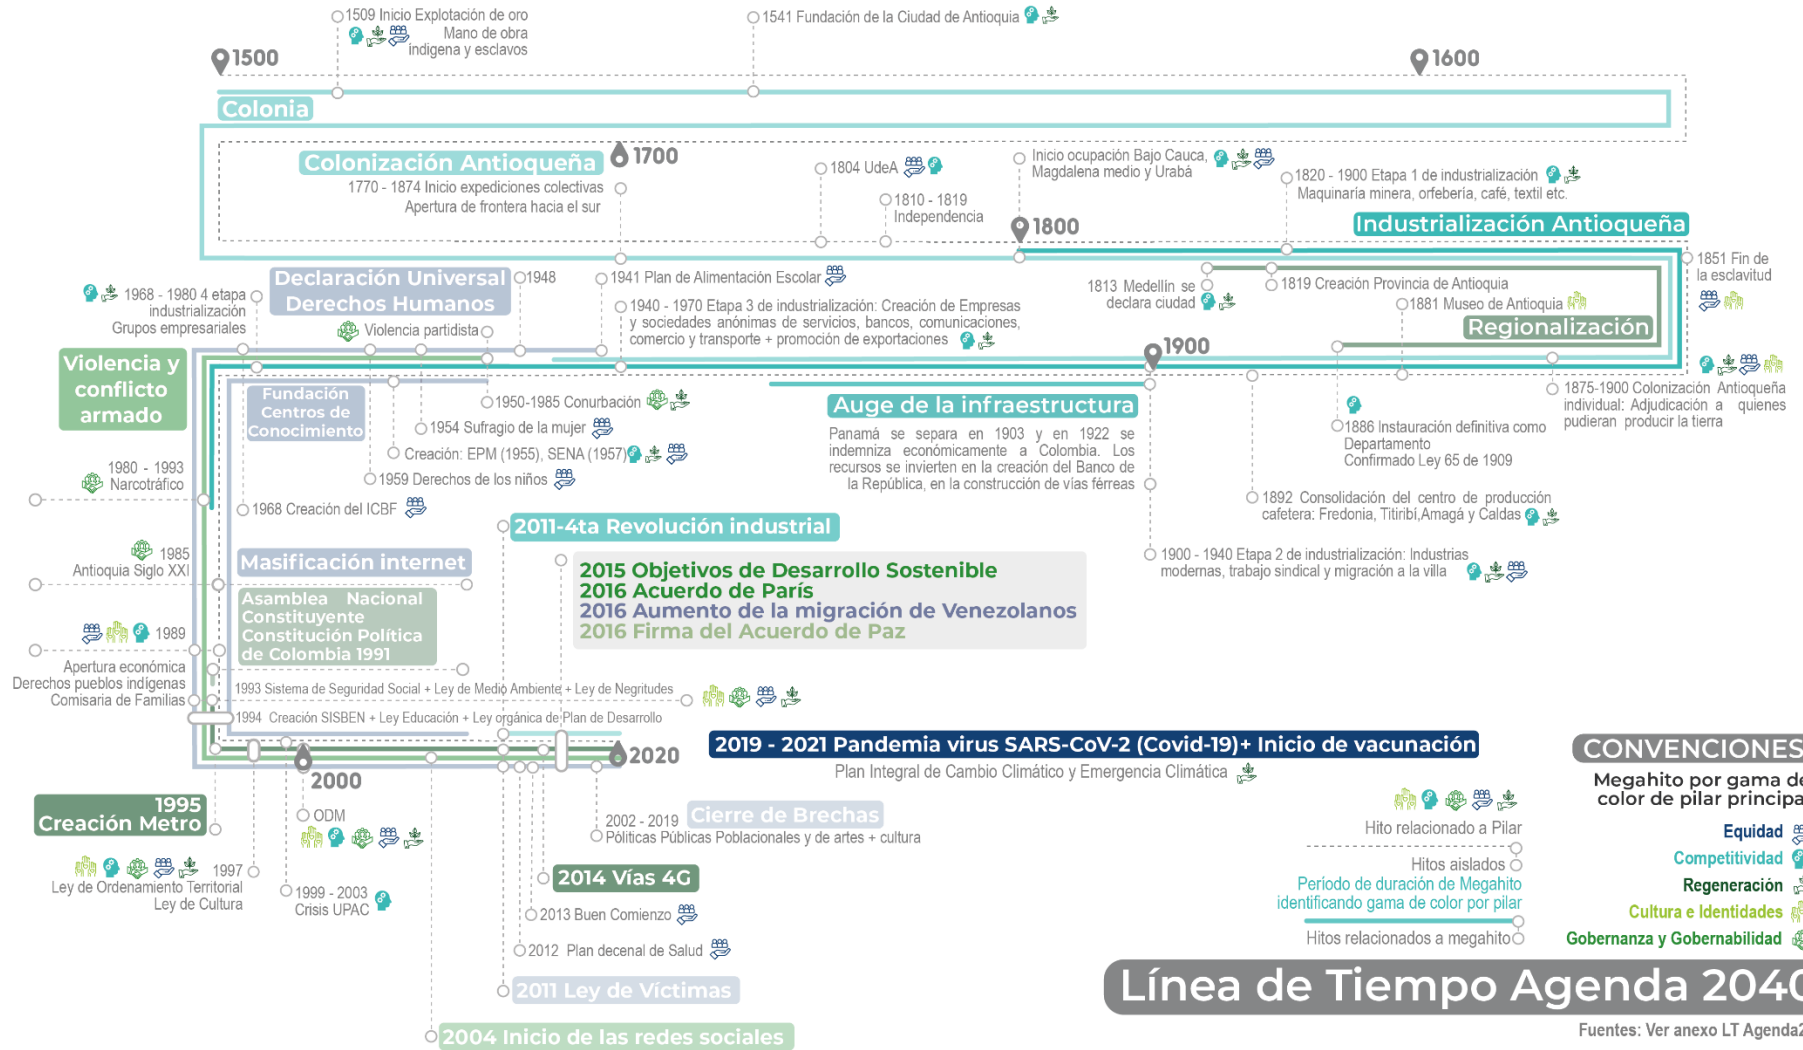 1509 Inicio Explotación de oro
Mano de obra
indigena y esclavos
1541 Fundación de la Ciudad de Antioquia
1500
1600
Colonia
Colonización Antioqueña
1700
1770 - 1874 Inicio expediciones colectivas
Apertura de frontera hacia el sur
1804 UdeA
1810 - 1819
Independencia
Inicio ocupación Bajo Cauca,
Magdalena medio y Urabá
1800
1820 - 1900 Etapa 1 de industrialización
Maquinaría minera, orfebería, café, textil etc.
Industrialización Antioqueña
1851 Fin de
la esclavitud
Declaración Universal
Derechos Humanos
1948
1941 Plan de Alimentación Escolar
1813 Medellin se
declara ciudad
1819 Creación Provincia de Antioquia
1881 Museo de Antioquia
Regionalización
1968 - 1980 4 etapa
industrialización
Grupos empresariales
Violencia partidista
1940 - 1970 Etapa 3 de industrialización: Creación de Empresas
y sociedades anónimas de servicios, bancos, comunicaciones,
comercio y transporte + promoción de exportaciones
1900
Violencia y
conflicto
armado
Fundación
Centros de
Conocimiento
1950-1985 Conurbación
1954 Sufragio de la mujer
Creación: EPM (1955), SENA (1957)
1959 Derechos de los niños
1968 Creación del ICBF
Auge de la infraestructura
Panamá se separa en 1903 y en 1922 se
indemniza económicamente a Colombia. Los
recursos se invierten en la creación del Banco de
la República, en la construcción de vías férreas
1875-1900 Colonización Antioqueña
individual: Adjudicación a quienes
pudieran producir la tierra
1886 Instauración definitiva como
Departamento
Confirmado Ley 65 de 1909
1892 Consolidación del centro de producción
cafetera: Fredonia, Titiribí,Amagá y Caldas
1900 - 1940 Etapa 2 de industrialización: Industrias
modernas, trabajo sindical y migración a la villa
1980 - 1993
Narcotráfico
1985
Antioquia Siglo XXI
1989
Apertura económica
Derechos pueblos indígenas
Comisaria de Familias
Masificación internet
Asamblea Nacional
Constituyente
Constitución Política
de Colombia 1991
2011-4ta Revolución industrial
2015 Objetivos de Desarrollo Sostenible
2016 Acuerdo de París
2016 Aumento de la migración de Venezolanos
2016 Firma del Acuerdo de Paz
1993 Sistema de Seguridad Social + Ley de Medio Ambiente + Ley de Negritudes
1994 Creación SISBEN + Ley Educación + Ley orgánica de Plan de Desarrollo
2000
2020
2019 - 2021 Pandemia virus SARS-CoV-2 (Covid-19)+ Inicio de vacunación
Plan Integral de Cambio Climático y Emergencia Climática
1995
Creación Metro
ODM
1997
Ley de Ordenamiento Territorial
Ley de Cultura
1999 - 2003
Crisis UPAC
2002 - 2019
Cierre de Brechas
Póliticas Públicas Poblacionales y de artes + cultura
2014 Vías 4G
2013 Buen Comienzo
2012 Plan decenal de Salud
2011 Ley de Víctimas
2004 Inicio de las redes sociales
CONVENCIONES
Megahito por gama de
color de pilar principa
Hito relacionado a Pilar
Hitos aislados
Período de duración de Megahito
identificando gama de color por pilar
Hitos relacionados a megahito
Equidad
Competitividad
Regeneración
Cultura e Identidades
Gobernanza y Gobernabilidad
Línea de Tiempo Agenda 2040
Fuentes: Ver anexo LT Agenda2